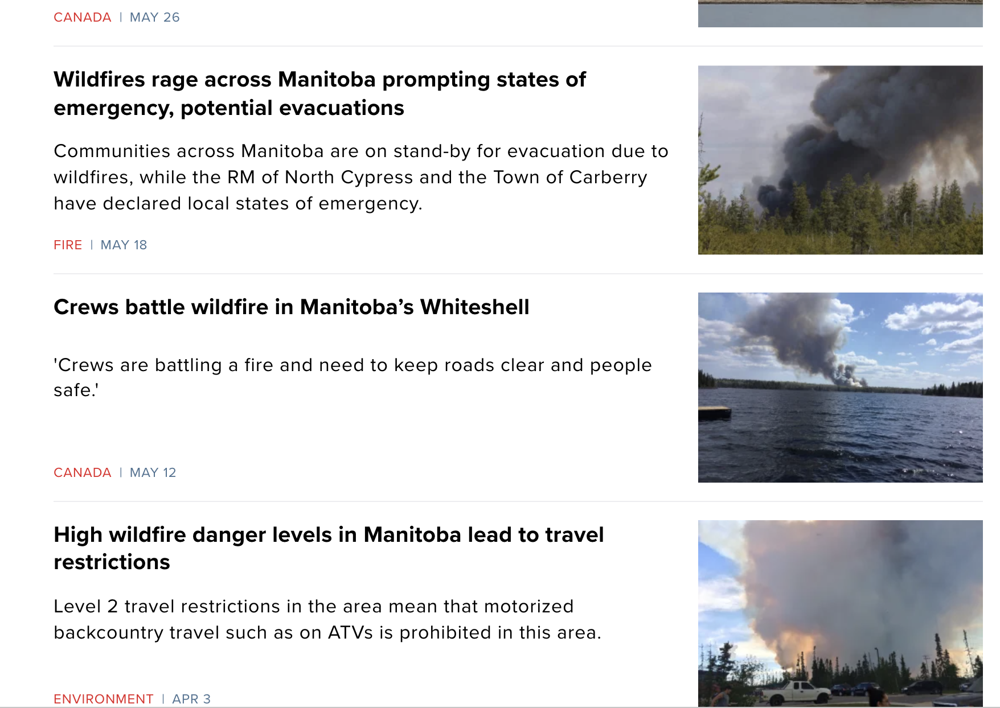 CANADA | MAY 26
Wildfires rage across Manitoba prompting states of
emergency, potential evacuations
Communities across Manitoba are on stand-by for evacuation due to
wildfires, while the RM of North Cypress and the Town of Carberry
have declared local states of emergency.
FIRE | MAY 18
Crews battle wildfire in Manitoba’s Whiteshell
'Crews are battling a fire and need to keep roads clear and people
safe.'
CANADA | MAY 12
High wildfire danger levels in Manitoba lead to travel
restrictions
Level 2 travel restrictions in the area mean that motorized
backcountry travel such as on ATVs is prohibited in this area.
ENVIRONMENT | APR 3